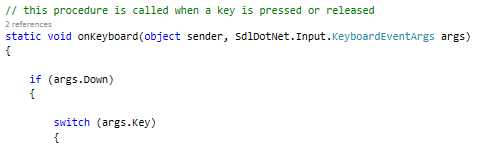 // this procedure is called when a key is pressed or released
2 references
static void onKeyboard(object sender, SdlDotNet.Input.KeyboardEventArgs args)
{
if (args.Down)
{
switch (args.Key)
{